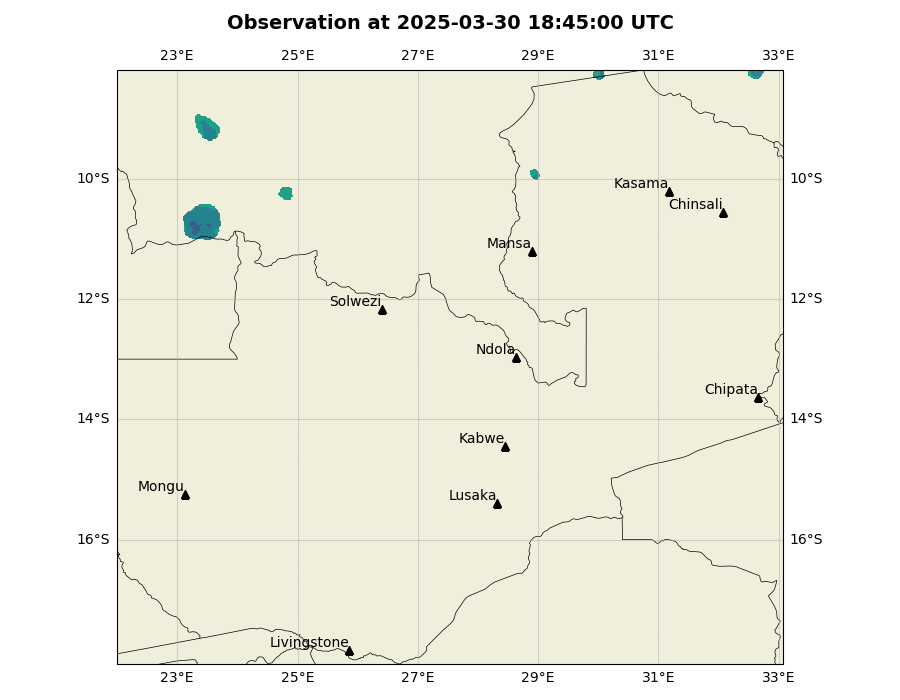 Observation at 2025-03-30 18:45:00 UTC
23°E 25°E 27°E 29°E 31°E 33°E
10°S 10°S
Kasama
Chinsali
Mansa
12°S 12°S
Solwezi
Ndola
Chipata
14°S 14°S
Kabwe
Mongu
Lusaka
16°S 16°S
Livingstone
23°E 25°E 27°E 29°E 31°E 33°E